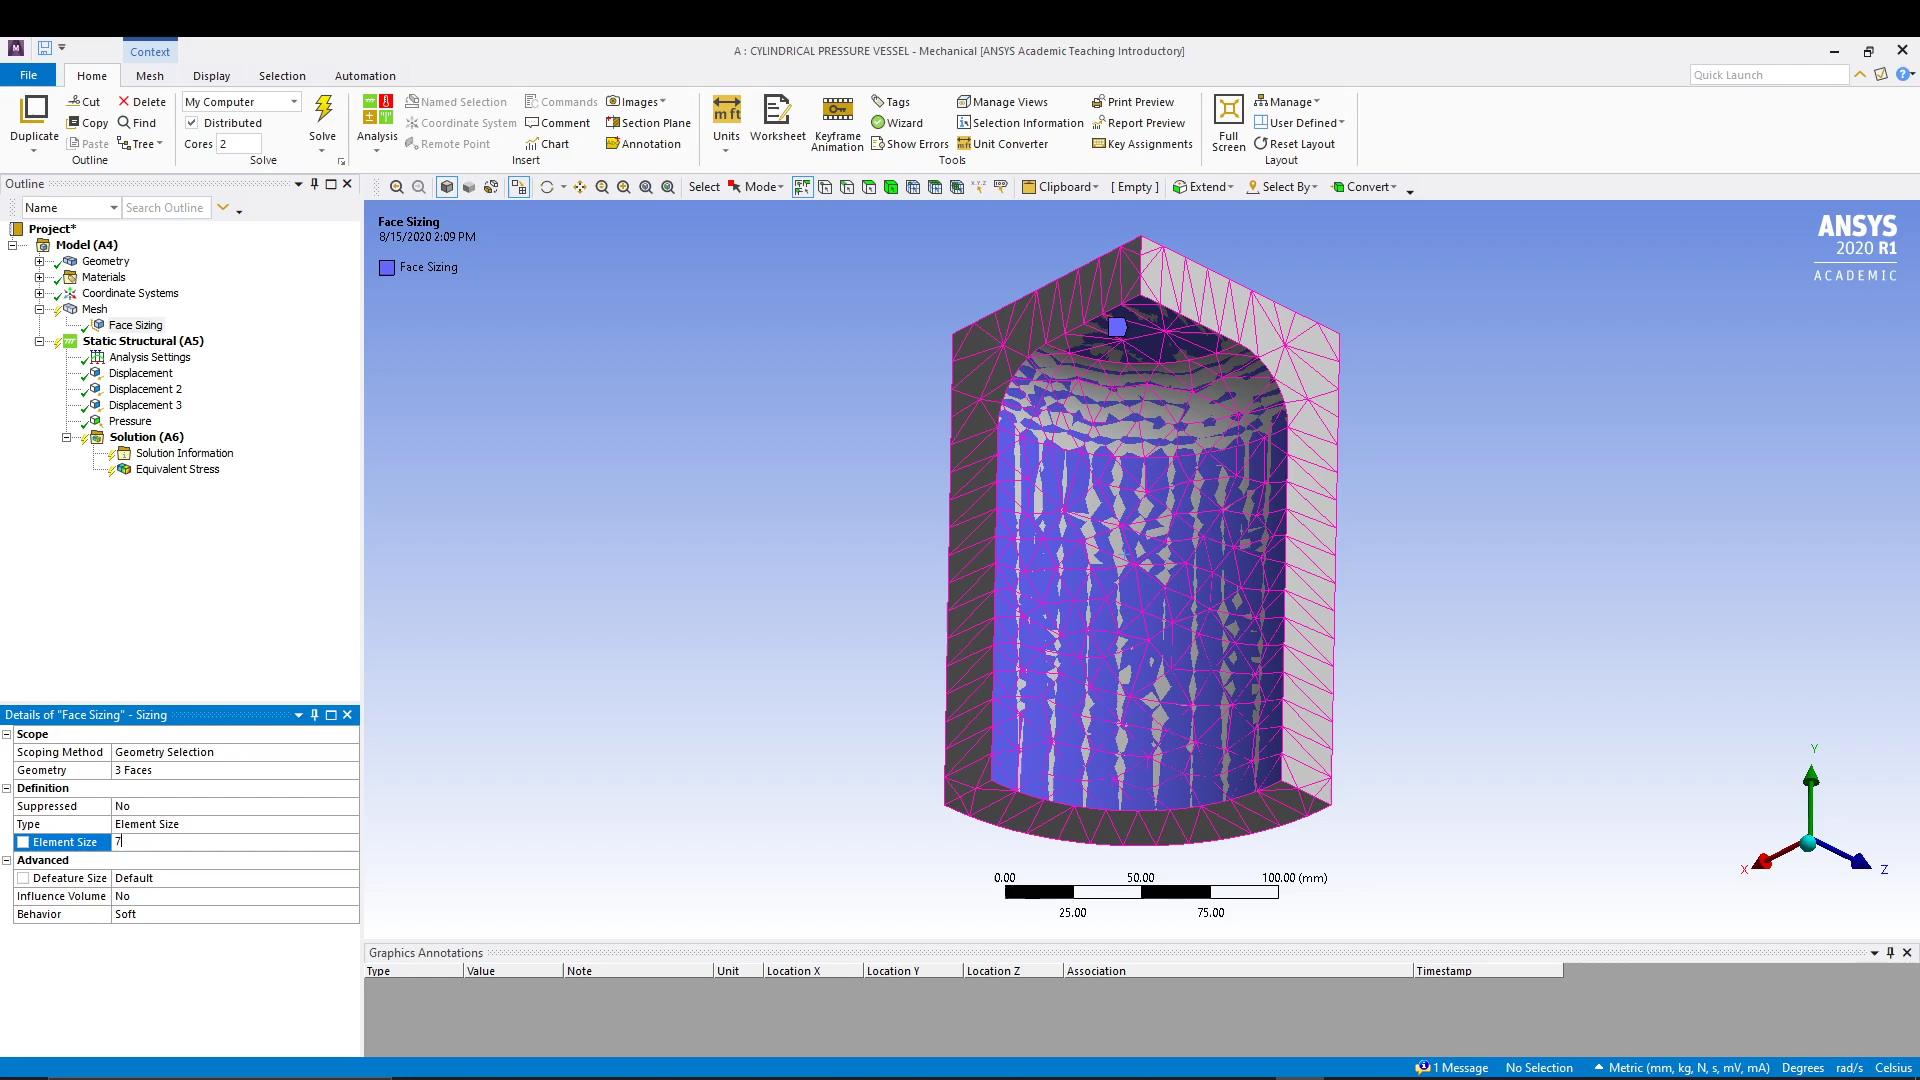 Context
A : CYLINDRICAL PRESSURE VESSEL - Mechanical [ANSYS Academic Teaching Introductory]
File Home Mesh Display Selection Automation
Quick Launch
Duplicate
Cut
Copy
Paste
Delete
Find
Tree
Outline
My Computer
Distributed
Cores 2
Solve
Solve
Analysis
Named Selection
Coordinate System
Remote Point
Commands
Comment
Chart
Images
Section Plane
Annotation
Insert
Units
Worksheet
Keyframe
Animation
Tags
Wizard
Show Errors
Manage Views
Selection Information
Unit Converter
Print Preview
Report Preview
Key Assignments
Tools
Full
Screen
Manage
User Defined
Reset Layout
Layout
Outline
Name
Search Outline
Select Mode Clipboard [ Empty ] Extend Select By Convert
Project*
Model (A4)
Geometry
Materials
Coordinate Systems
Mesh
Face Sizing
Static Structural (A5)
Analysis Settings
Displacement
Displacement 2
Displacement 3
Pressure
Solution (A6)
Solution Information
Equivalent Stress
Face Sizing
8/15/2020 2:09 PM
Face Sizing
ANSYS
2020 R1
ACADEMIC
Details of "Face Sizing" - Sizing
Scope
Scoping Method Geometry Selection
Geometry 3 Faces
Definition
Suppressed No
Type Element Size
Element Size 7
Advanced
Defeature Size Default
Influence Volume No
Behavior Soft
0.00 50.00 100.00 (mm)
25.00 75.00
Y
X
Z
Graphics Annotations
Type Value Note Unit Location X Location Y Location Z Association Timestamp
1 Message No Selection Metric (mm, kg, N, s, mV, mA) Degrees rad/s Celsius